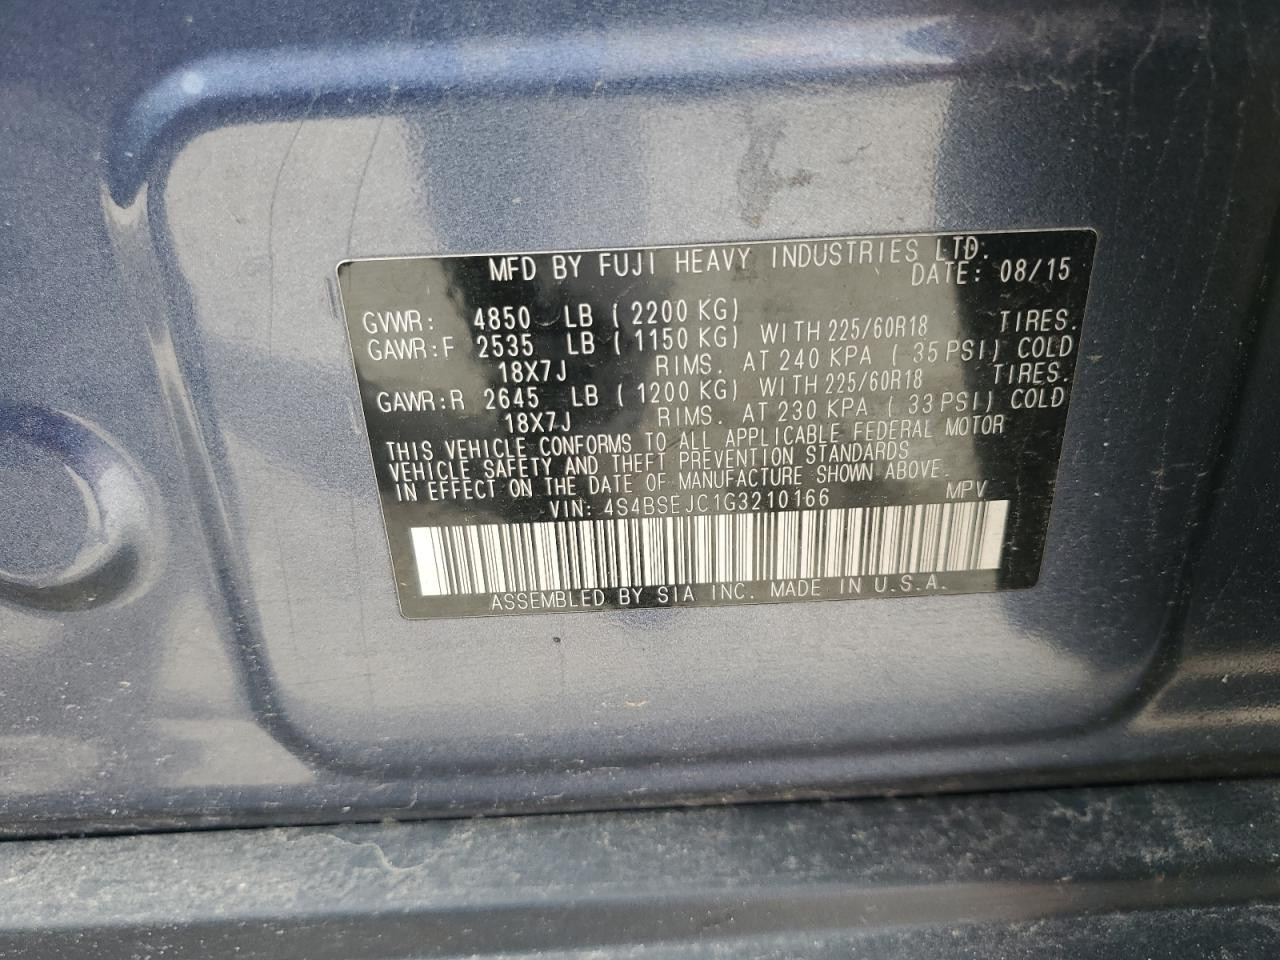 MFD BY FUJI HEAVY INDUSTRIES LTD.
DATE: 08/15
GVWR: 4850 LB ( 2200 KG)
GAWR:F 2535 LB ( 1150 KG) WITH 225/60R18 TIRES.
18X7J RIMS. AT 240 KPA ( 35 PSI) COLD
GAWR:R 2645 LB ( 1200 KG) WITH 225/60R18 TIRES.
18X7J RIMS. AT 230 KPA ( 33 PSI) COLD
THIS VEHICLE CONFORMS TO ALL APPLICABLE FEDERAL MOTOR
VEHICLE SAFETY AND THEFT PREVENTION STANDARDS
IN EFFECT ON THE DATE OF MANUFACTURE SHOWN ABOVE.
VIN: 4S4BSEJC1G3210166 MPV
ASSEMBLED BY SIA INC. MADE IN U.S.A.